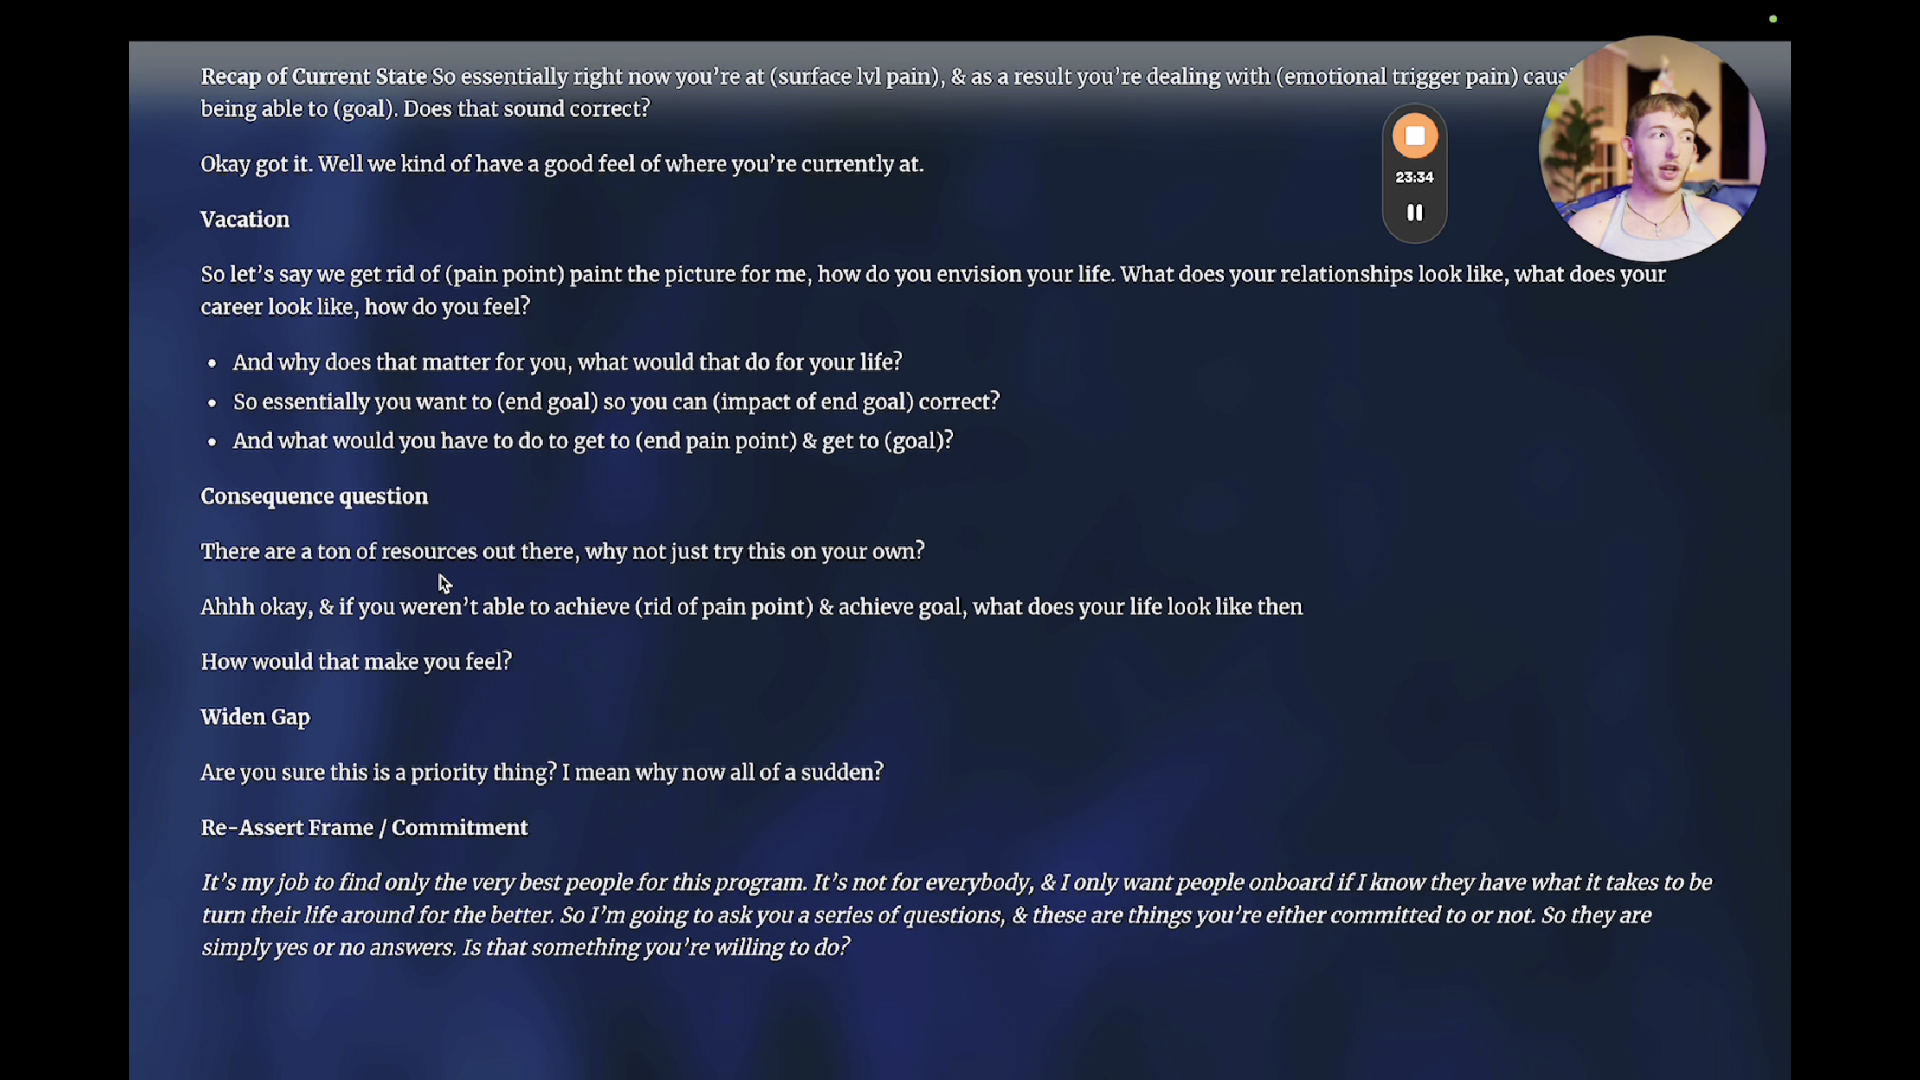 Recap of Current State So essentially right now you're at (surface lvl pain), & as a result you're dealing with (emotional trigger pain)
being able to (goal). Does that sound correct?
Okay got it. Well we kind of have a good feel of where you're currently at.
23:34
Vacation
So let's say we get rid of (pain point) paint the picture for me, how do you envision your life. What does your relationships look like, what does your
career look like, how do you feel?
• And why does that matter for you, what would that do for your life?
• So essentially you want to (end goal) so you can (impact of end goal) correct?
• And what would you have to do to get to (end pain point) & get to (goal)?
Consequence question
There are a ton of resources out there, why not just try this on your own?
Ahhh okay, & if you weren't able to achieve (rid of pain point) & achieve goal, what does your life look like then
How would that make you feel?
Widen Gap
Are you sure this is a priority thing? I mean why now all of a sudden?
Re-Assert Frame / Commitment
It's my job to find only the very best people for this program. It's not for everybody, & I only want people onboard if I know they have what it takes to be
turn their life around for the better. So I'm going to ask you a series of questions, & these are things you're either committed to or not. So they are
simply yes or no answers. Is that something you're willing to do?